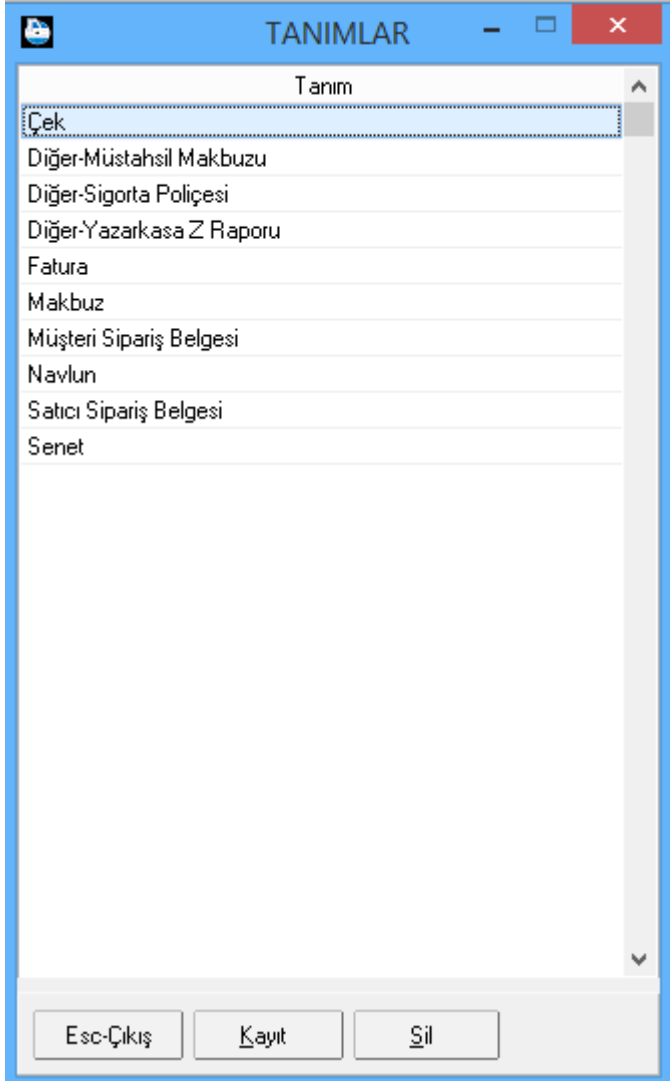 TANIMLAR
Tanım
Çek
Diğer-Müstahsil Makbuzu
Diğer-Sigorta Poliçesi
Diğer-Yazarkasa Z Raporu
Fatura
Makbuz
Müşteri Sipariş Belgesi
Navlun
Satıcı Sipariş Belgesi
Senet
Esc-Çıkış Kayıt Sil